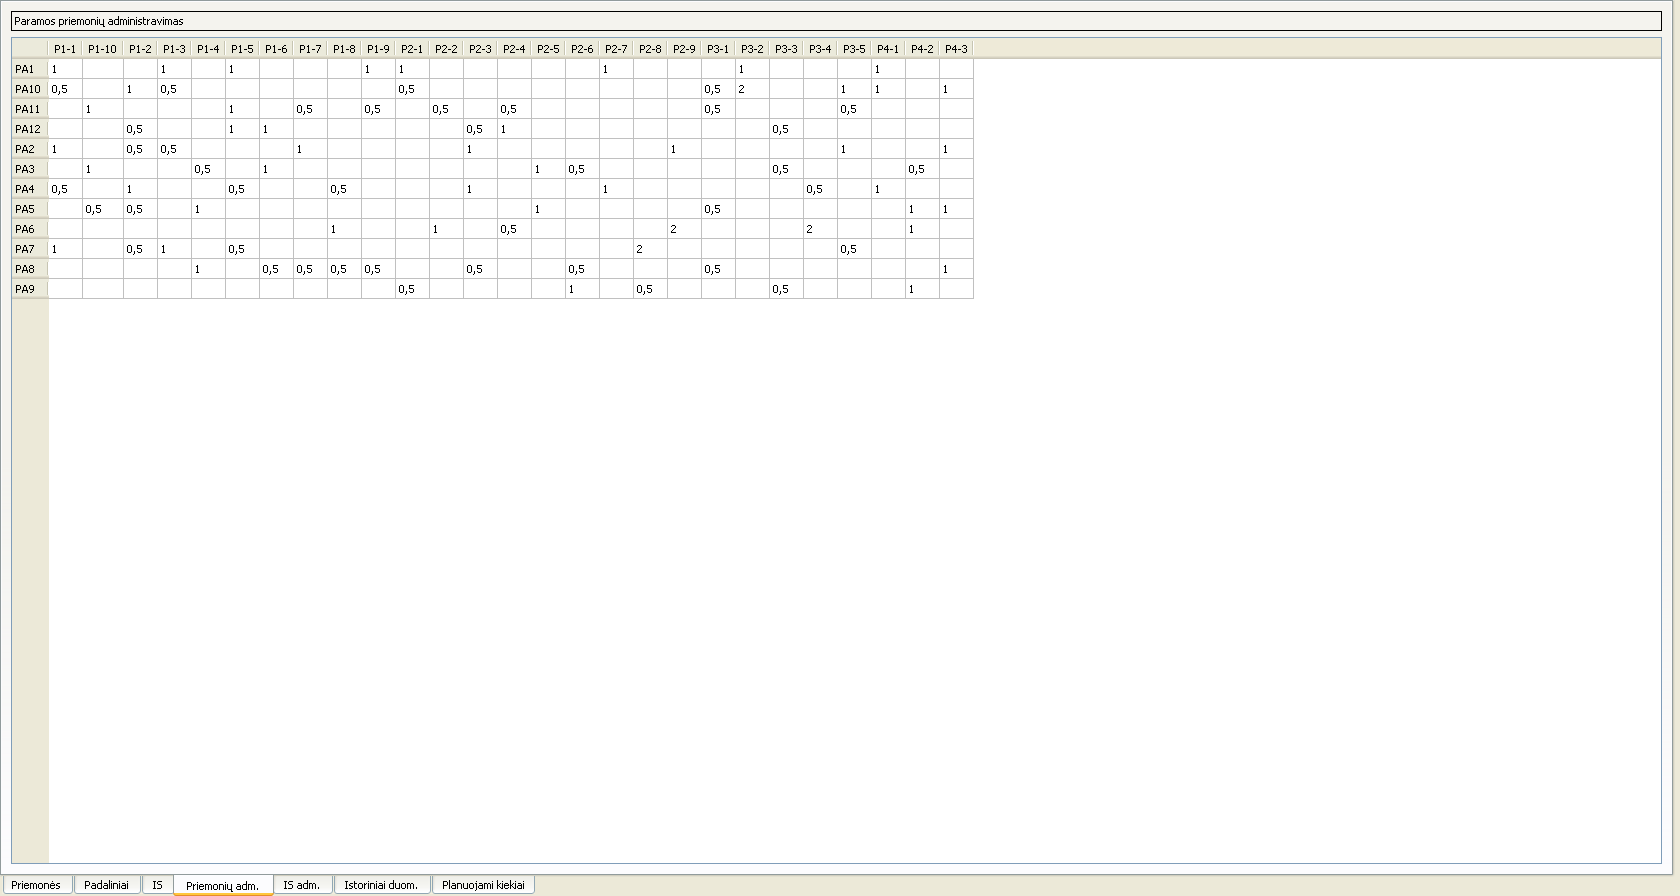 Paramos priemonių administravimas
P1-1 P1-10 P1-2 P1-3 P1-4 P1-5 P1-6 P1-7 P1-8 P1-9 P2-1 P2-2 P2-3 P2-4 P2-5 P2-6 P2-7 P2-8 P2-9 P3-1 P3-2 P3-3 P3-4 P3-5 P4-1 P4-2 P4-3
PA1 1 1 1 1 1 1 1 1
PA10 0,5 1 0,5 0,5 0,5 2 1 1 1
PA11 1 1 0,5 0,5 0,5 0,5 0,5 0,5
PA12 0,5 1 1 0,5 1 0,5
PA2 1 0,5 0,5 1 1 1 1 1
PA3 1 0,5 1 1 0,5 0,5 0,5
PA4 0,5 1 0,5 0,5 1 1 0,5 1
PA5 0,5 0,5 1 1 0,5 1 1
PA6 1 1 0,5 2 2 1
PA7 1 0,5 1 0,5 2 0,5
PA8 1 0,5 0,5 0,5 0,5 0,5 0,5 0,5 1
PA9 0,5 1 0,5 0,5 1
Priemonės Padaliniai IS Priemonių adm. IS adm. Istoriniai duom. Planuojami kiekiai